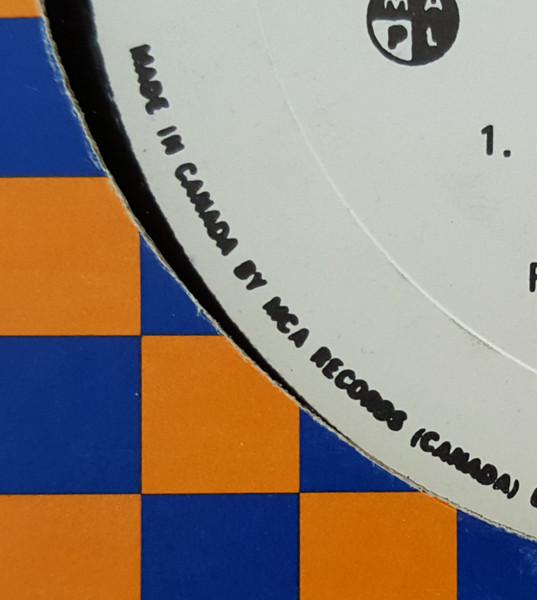 M A
P L
1.
MADE IN CANADA BY MCA RECORDS (CANADA)